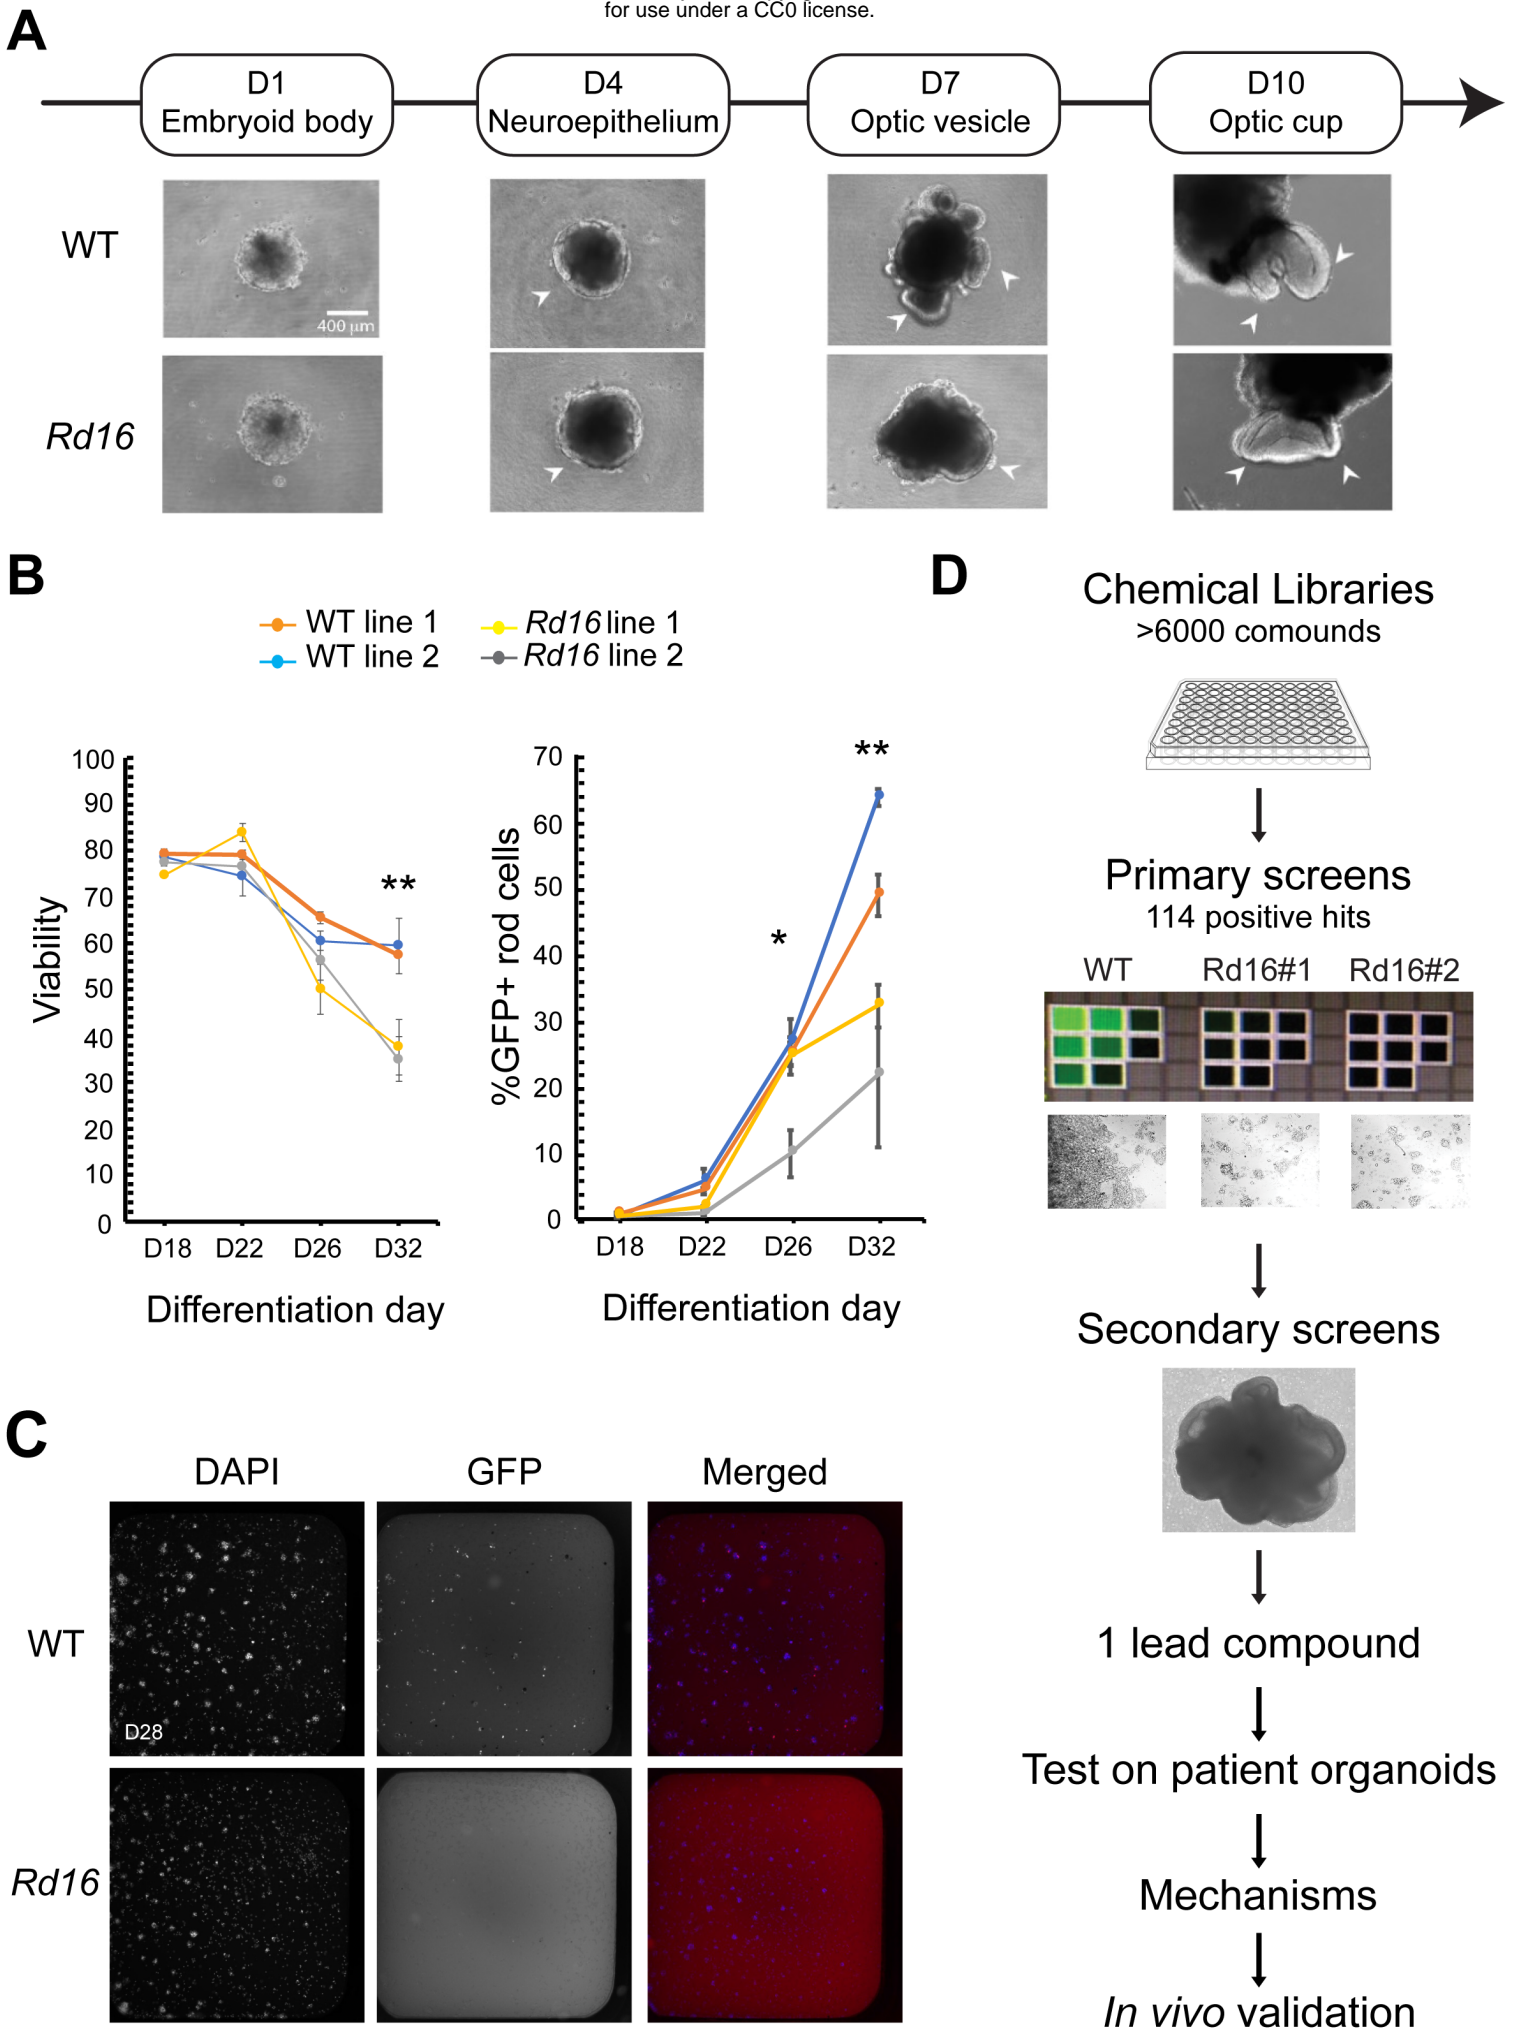 for use under a CC0 license.
A
D1
Embryoid body
D4
Neuroepithelium
D7
Optic vesicle
D10
Optic cup
WT
400 µm
Rd16
B
WT line 1
WT line 2
Rd16 line 1
Rd16 line 2
Viability
100
90
80
70
60
50
40
30
20
10
0
**
D18
D22
D26
D32
Differentiation day
%GFP+ rod cells
70
60
50
40
30
20
10
0
*
**
D18
D22
D26
D32
Differentiation day
C
DAPI
GFP
Merged
WT
D28
Rd16
D
Chemical Libraries
>6000 comounds
Primary screens
114 positive hits
WT
Rd16#1
Rd16#2
Secondary screens
1 lead compound
Test on patient organoids
Mechanisms
In vivo validation